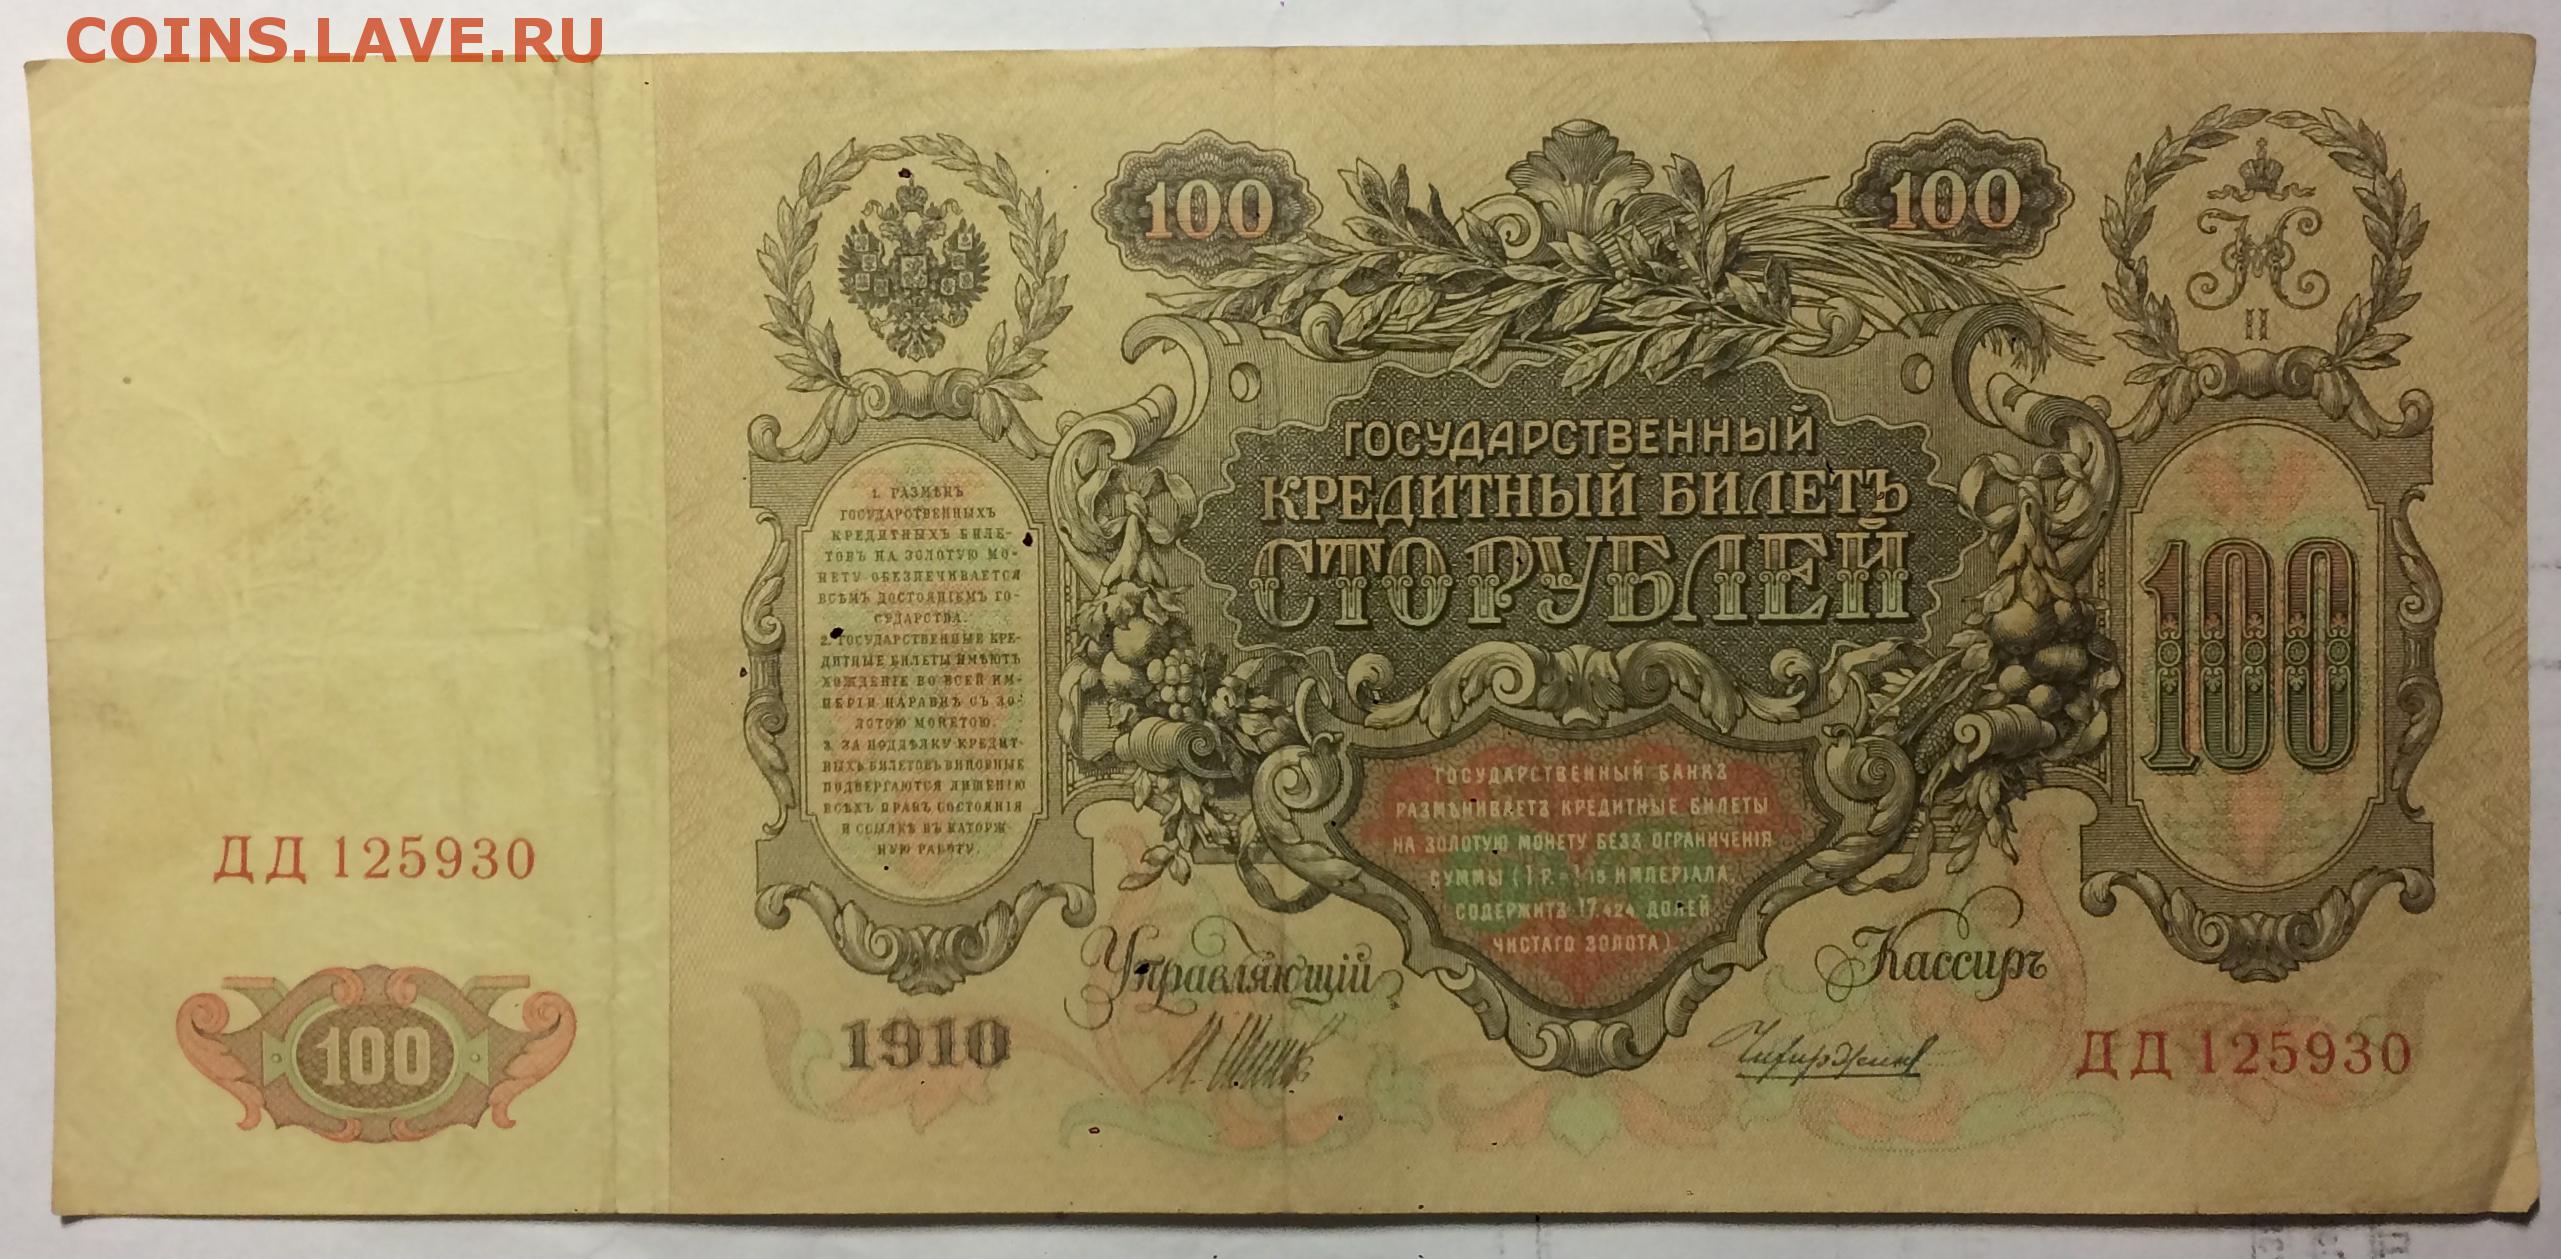 COINS.LAVE.RU
100
100
II
ГОСУДАРСТВЕННЫЙ
КРЕДИТНЫЙ БИЛЕТЪ
СТО РУБЛЕЙ
1. РАЗМѢНЪ
ГОСУДАРСТВЕННЫХЪ
КРЕДИТНЫХЪ БИЛЕ-
ТОВЪ НА ЗОЛОТУЮ МО-
НЕТУ ОБЕЗПЕЧИВАЕТСЯ
ВСѢМЪ ДОСТОЯНІЕМЪ ГО-
СУДАРСТВА.
2. ГОСУДАРСТВЕННЫЕ КРЕ-
ДИТНЫЕ БИЛЕТЫ ИМѢЮТЪ
ХОЖДЕНІЕ ВО ВСЕЙ ИМ-
ПЕРІИ НАРАВНѢ СЪ ЗО-
ЛОТОЮ МОНЕТОЮ.
3. ЗА ПОДДѢЛКУ КРЕДИТ-
НЫХЪ БИЛЕТОВЪ ВИНОВНЫЕ
ПОДВЕРГАЮТСЯ ЛИШЕНІЮ
ВСѢХЪ ПРАВЪ СОСТОЯНІЯ
И ССЫЛКѢ ВЪ КАТОРЖ-
НУЮ РАБОТУ.
100
ГОСУДАРСТВЕННЫЙ БАНКЪ
РАЗМѢНИВАЕТЪ КРЕДИТНЫЕ БИЛЕТЫ
НА ЗОЛОТУЮ МОНЕТУ БЕЗЪ ОГРАНИЧЕНІЯ
СУММЫ (1 Р. = 1/15 ИМПЕРІАЛА,
СОДЕРЖИТЪ 17,424 ДОЛЕЙ
ЧИСТАГО ЗОЛОТА).
ДД 125930
100
Управляющій
Кассиръ
1910
ДД 125930